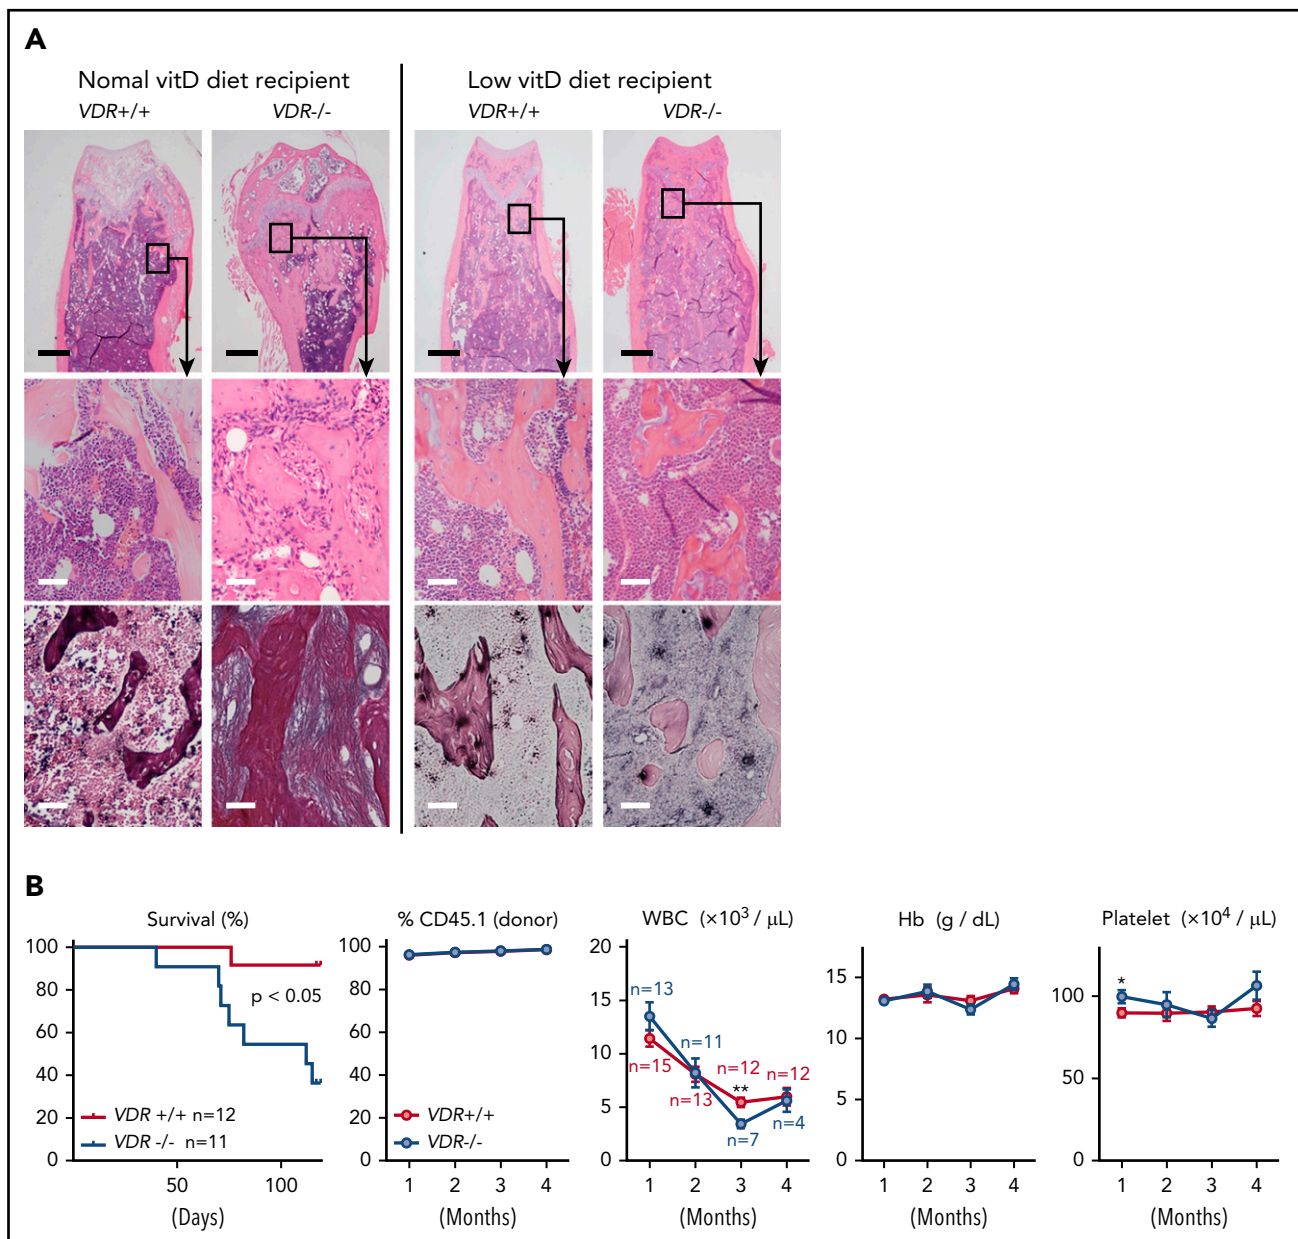 A
Nomal vitD diet recipient
Low vitD diet recipient
VDR+/+
VDR-/-
VDR+/+
VDR-/-
B
Survival (%)
100
80
60
40
20
0
p < 0.05
VDR +/+ n=12
VDR -/- n=11
50
100
(Days)
% CD45.1 (donor)
100
80
60
40
20
0
VDR+/+
VDR-/-
1 2 3 4
(Months)
WBC (×10³ / μL)
20
15
10
5
0
n=13
n=15
n=11
n=13
n=12
**
n=7
n=12
n=4
1 2 3 4
(Months)
Hb (g / dL)
15
10
5
0
1 2 3 4
(Months)
Platelet (×10⁴ / μL)
100
50
0
*
1 2 3 4
(Months)